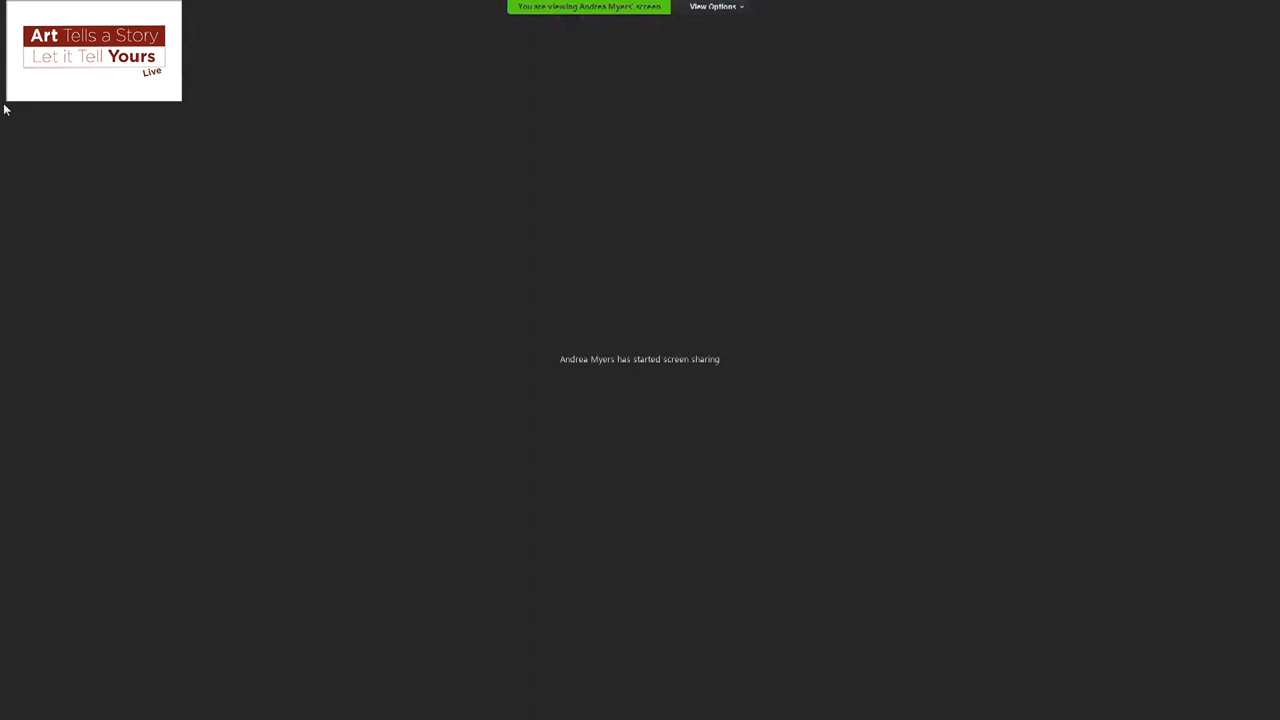 You are viewing Andrea Myers' screen
View Options
Art Tells a Story
Let it Tell Yours
Live
Andrea Myers has started screen sharing